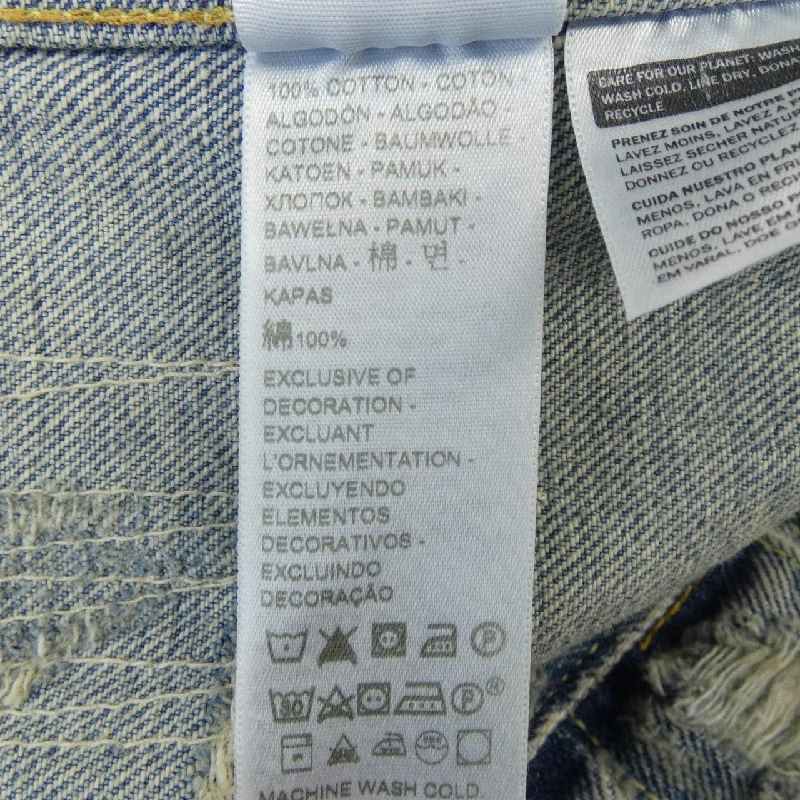 100% COTTON - COTON -
ALGODÓN - ALGODÃO -
COTONE - BAUMWOLLE -
KATOEN - PAMUK -
ХЛОПОК - BAMBAKI -
BAWEŁNA - PAMUT -
BAVLNA - 棉 - 면 -
KAPAS
綿100%
EXCLUSIVE OF
DECORATION -
EXCLUANT
L'ORNEMENTATION -
EXCLUYENDO
ELEMENTOS
DECORATIVOS -
EXCLUINDO
DECORAÇÃO
MACHINE WASH COLD.
CARE FOR OUR PLANET: WASH
WASH COLD, LINE DRY, DONA
RECYCLE
PRENEZ SOIN DE NOTRE
LAVEZ MOINS, LAVEZ À
LAISSEZ SÉCHER NATUR
DONNEZ OU RECYCLEZ
CUIDA NUESTRO PLAN
MENOS, LAVA EN FRI
ROPA, DONA O RECI
CUIDE DO NOSSO P
MENOS, LAVE EM
EM VARAL, DOE O